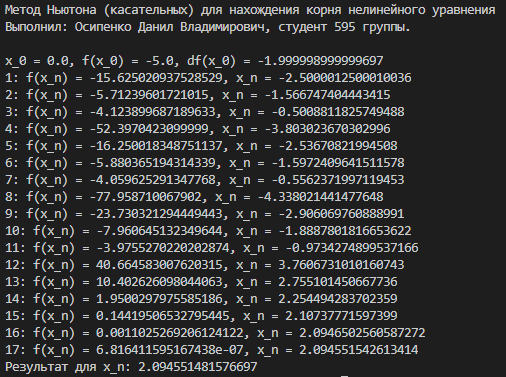 Метод Ньютона (касательных) для нахождения корня нелинейного уравнения
Выполнил: Осипенко Данил Владимирович, студент 595 группы.
x_0 = 0.0, f(x_0) = -5.0, df(x_0) = -1.999998999999697
1: f(x_n) = -15.625020937528529, x_n = -2.5000012500010036
2: f(x_n) = -5.71239601721015, x_n = -1.566747404443415
3: f(x_n) = -4.123899687189633, x_n = -0.5008811825749488
4: f(x_n) = -52.3970423099999, x_n = -3.803023670302996
5: f(x_n) = -16.250018348751137, x_n = -2.53670821994508
6: f(x_n) = -5.880365194314339, x_n = -1.5972409641511578
7: f(x_n) = -4.059625291347768, x_n = -0.5562371997119453
8: f(x_n) = -77.958710067902, x_n = -4.338021441477648
9: f(x_n) = -23.730321294449443, x_n = -2.906069760888991
10: f(x_n) = -7.960645132349644, x_n = -1.8887801816653622
11: f(x_n) = -3.9755270220202874, x_n = -0.9734274899537166
12: f(x_n) = 40.664583007620315, x_n = 3.7606731010160743
13: f(x_n) = 10.402626098044063, x_n = 2.755101450667736
14: f(x_n) = 1.9500297975585186, x_n = 2.254494283702359
15: f(x_n) = 0.14419506532795445, x_n = 2.10737771597399
16: f(x_n) = 0.0011025269206124122, x_n = 2.0946502560587272
17: f(x_n) = 6.816411595167438e-07, x_n = 2.094551542613414
Результат для x_n: 2.094551481576697